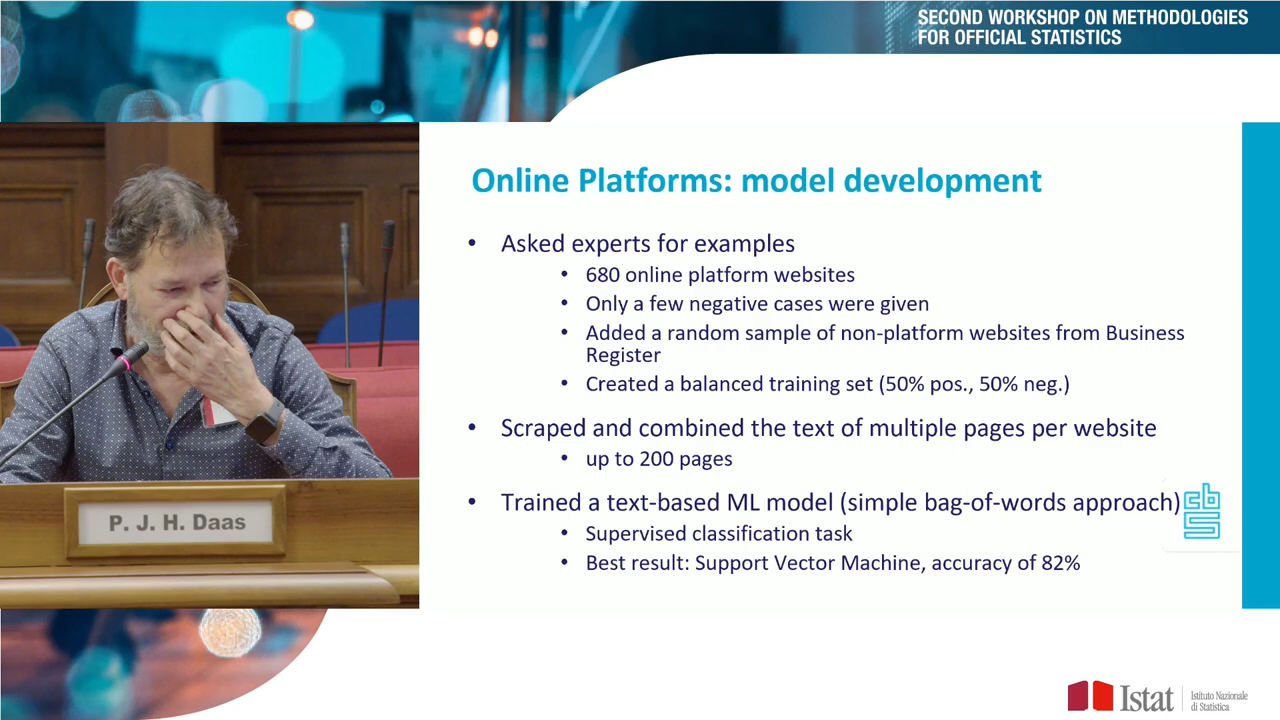 SECOND WORKSHOP ON METHODOLOGIES
FOR OFFICIAL STATISTICS
Online Platforms: model development
• Asked experts for examples
• 680 online platform websites
• Only a few negative cases were given
• Added a random sample of non-platform websites from Business
Register
• Created a balanced training set (50% pos., 50% neg.)
• Scraped and combined the text of multiple pages per website
• up to 200 pages
• Trained a text-based ML model (simple bag-of-words approach)
• Supervised classification task
• Best result: Support Vector Machine, accuracy of 82%
cbs
P. J. H. Daas
Istat
Istituto Nazionale
di Statistica